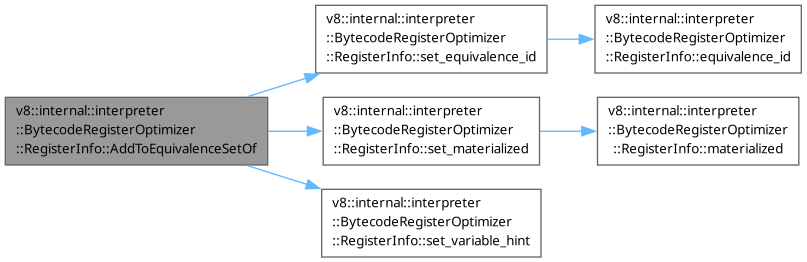 v8::internal::interpreter
::BytecodeRegisterOptimizer
::RegisterInfo::AddToEquivalenceSetOf
v8::internal::interpreter
::BytecodeRegisterOptimizer
::RegisterInfo::set_equivalence_id
v8::internal::interpreter
::BytecodeRegisterOptimizer
::RegisterInfo::equivalence_id
v8::internal::interpreter
::BytecodeRegisterOptimizer
::RegisterInfo::set_materialized
v8::internal::interpreter
::BytecodeRegisterOptimizer
::RegisterInfo::materialized
v8::internal::interpreter
::BytecodeRegisterOptimizer
::RegisterInfo::set_variable_hint